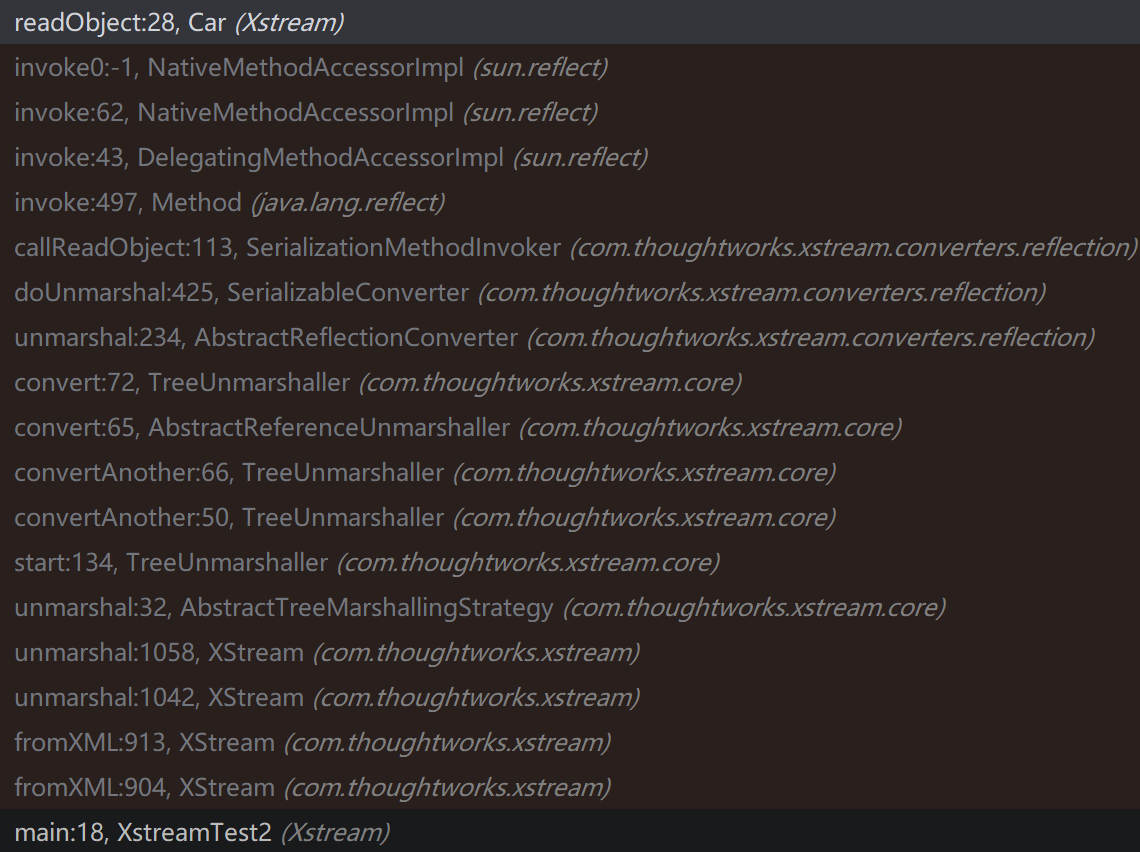 readObject:28, Car (Xstream)
invoke0:-1, NativeMethodAccessorImpl (sun.reflect)
invoke:62, NativeMethodAccessorImpl (sun.reflect)
invoke:43, DelegatingMethodAccessorImpl (sun.reflect)
invoke:497, Method (java.lang.reflect)
callReadObject:113, SerializationMethodInvoker (com.thoughtworks.xstream.converters.reflection)
doUnmarshal:425, SerializableConverter (com.thoughtworks.xstream.converters.reflection)
unmarshal:234, AbstractReflectionConverter (com.thoughtworks.xstream.converters.reflection)
convert:72, TreeUnmarshaller (com.thoughtworks.xstream.core)
convert:65, AbstractReferenceUnmarshaller (com.thoughtworks.xstream.core)
convertAnother:66, TreeUnmarshaller (com.thoughtworks.xstream.core)
convertAnother:50, TreeUnmarshaller (com.thoughtworks.xstream.core)
start:134, TreeUnmarshaller (com.thoughtworks.xstream.core)
unmarshal:32, AbstractTreeMarshallingStrategy (com.thoughtworks.xstream.core)
unmarshal:1058, XStream (com.thoughtworks.xstream)
unmarshal:1042, XStream (com.thoughtworks.xstream)
fromXML:913, XStream (com.thoughtworks.xstream)
fromXML:904, XStream (com.thoughtworks.xstream)
main:18, XstreamTest2 (Xstream)